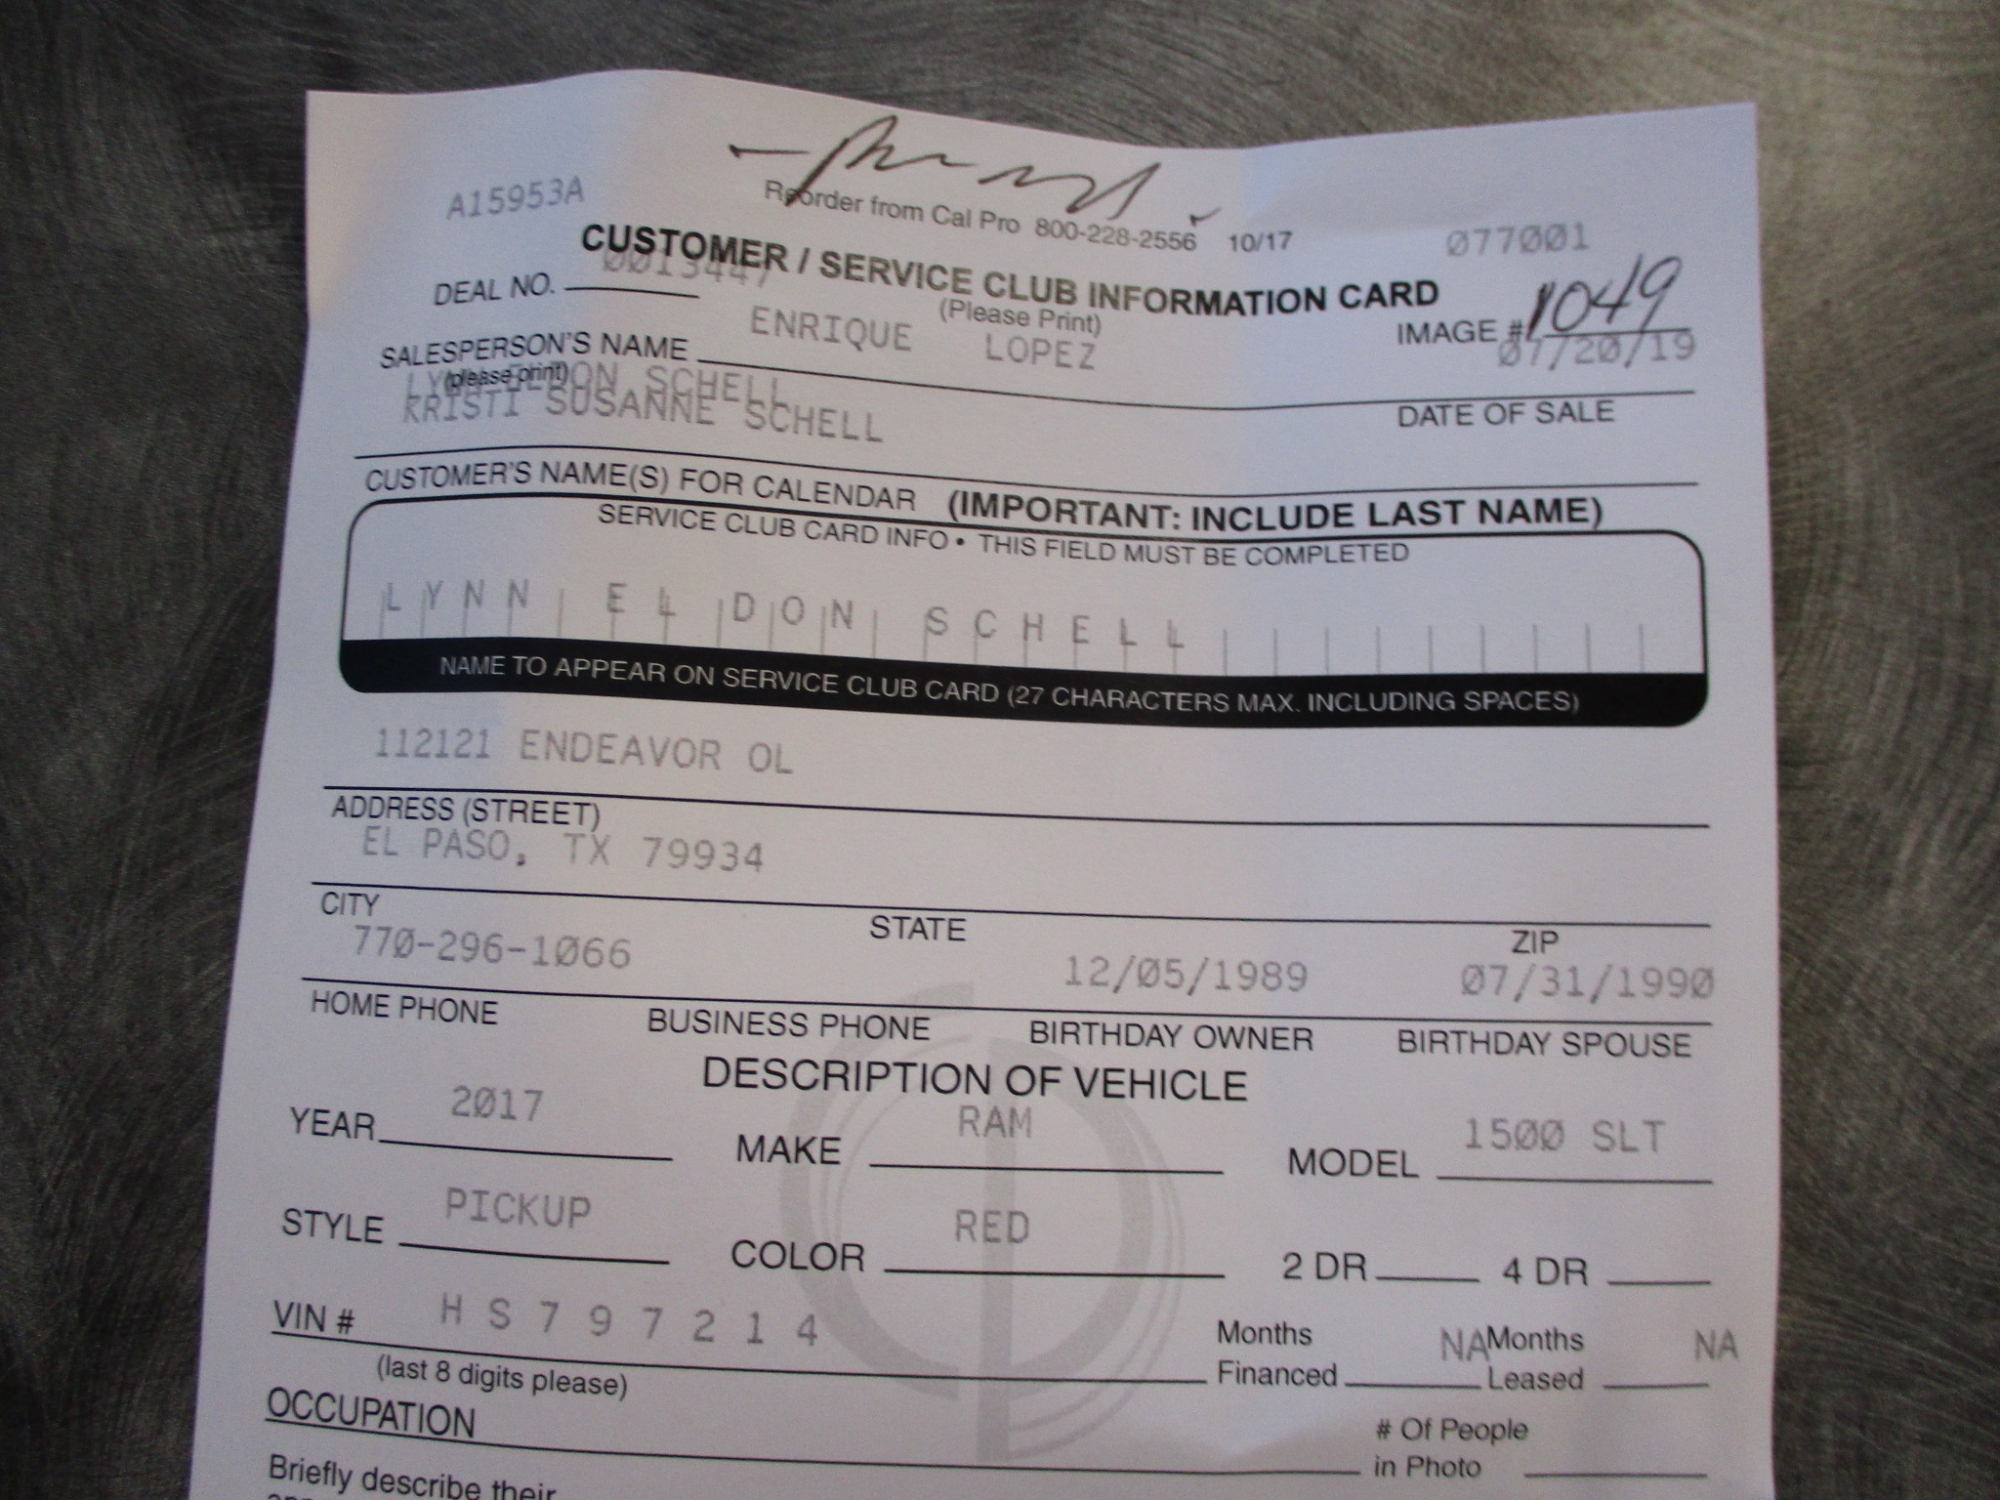 A15953A
Reorder from Cal Pro 800-228-2556 10/17
077001
CUSTOMER / SERVICE CLUB INFORMATION CARD
DEAL NO. 0013447
(Please Print)
IMAGE # 1049
SALESPERSON'S NAME ENRIQUE LOPEZ
07/20/19
(please print)
DON SCHELL
KRISTI SUSANNE SCHELL
DATE OF SALE
CUSTOMER'S NAME(S) FOR CALENDAR (IMPORTANT: INCLUDE LAST NAME)
SERVICE CLUB CARD INFO • THIS FIELD MUST BE COMPLETED
LYNN ELDON SCHELL
NAME TO APPEAR ON SERVICE CLUB CARD (27 CHARACTERS MAX. INCLUDING SPACES)
112121 ENDEAVOR OL
ADDRESS (STREET)
EL PASO, TX 79934
CITY STATE ZIP
770-296-1066 12/05/1989 07/31/1990
HOME PHONE BUSINESS PHONE BIRTHDAY OWNER BIRTHDAY SPOUSE
DESCRIPTION OF VEHICLE
YEAR 2017 MAKE RAM MODEL 1500 SLT
STYLE PICKUP COLOR RED 2 DR 4 DR
VIN # HS797214
Months Financed NA Months Leased NA
(last 8 digits please)
OCCUPATION
# Of People in Photo
Briefly describe their